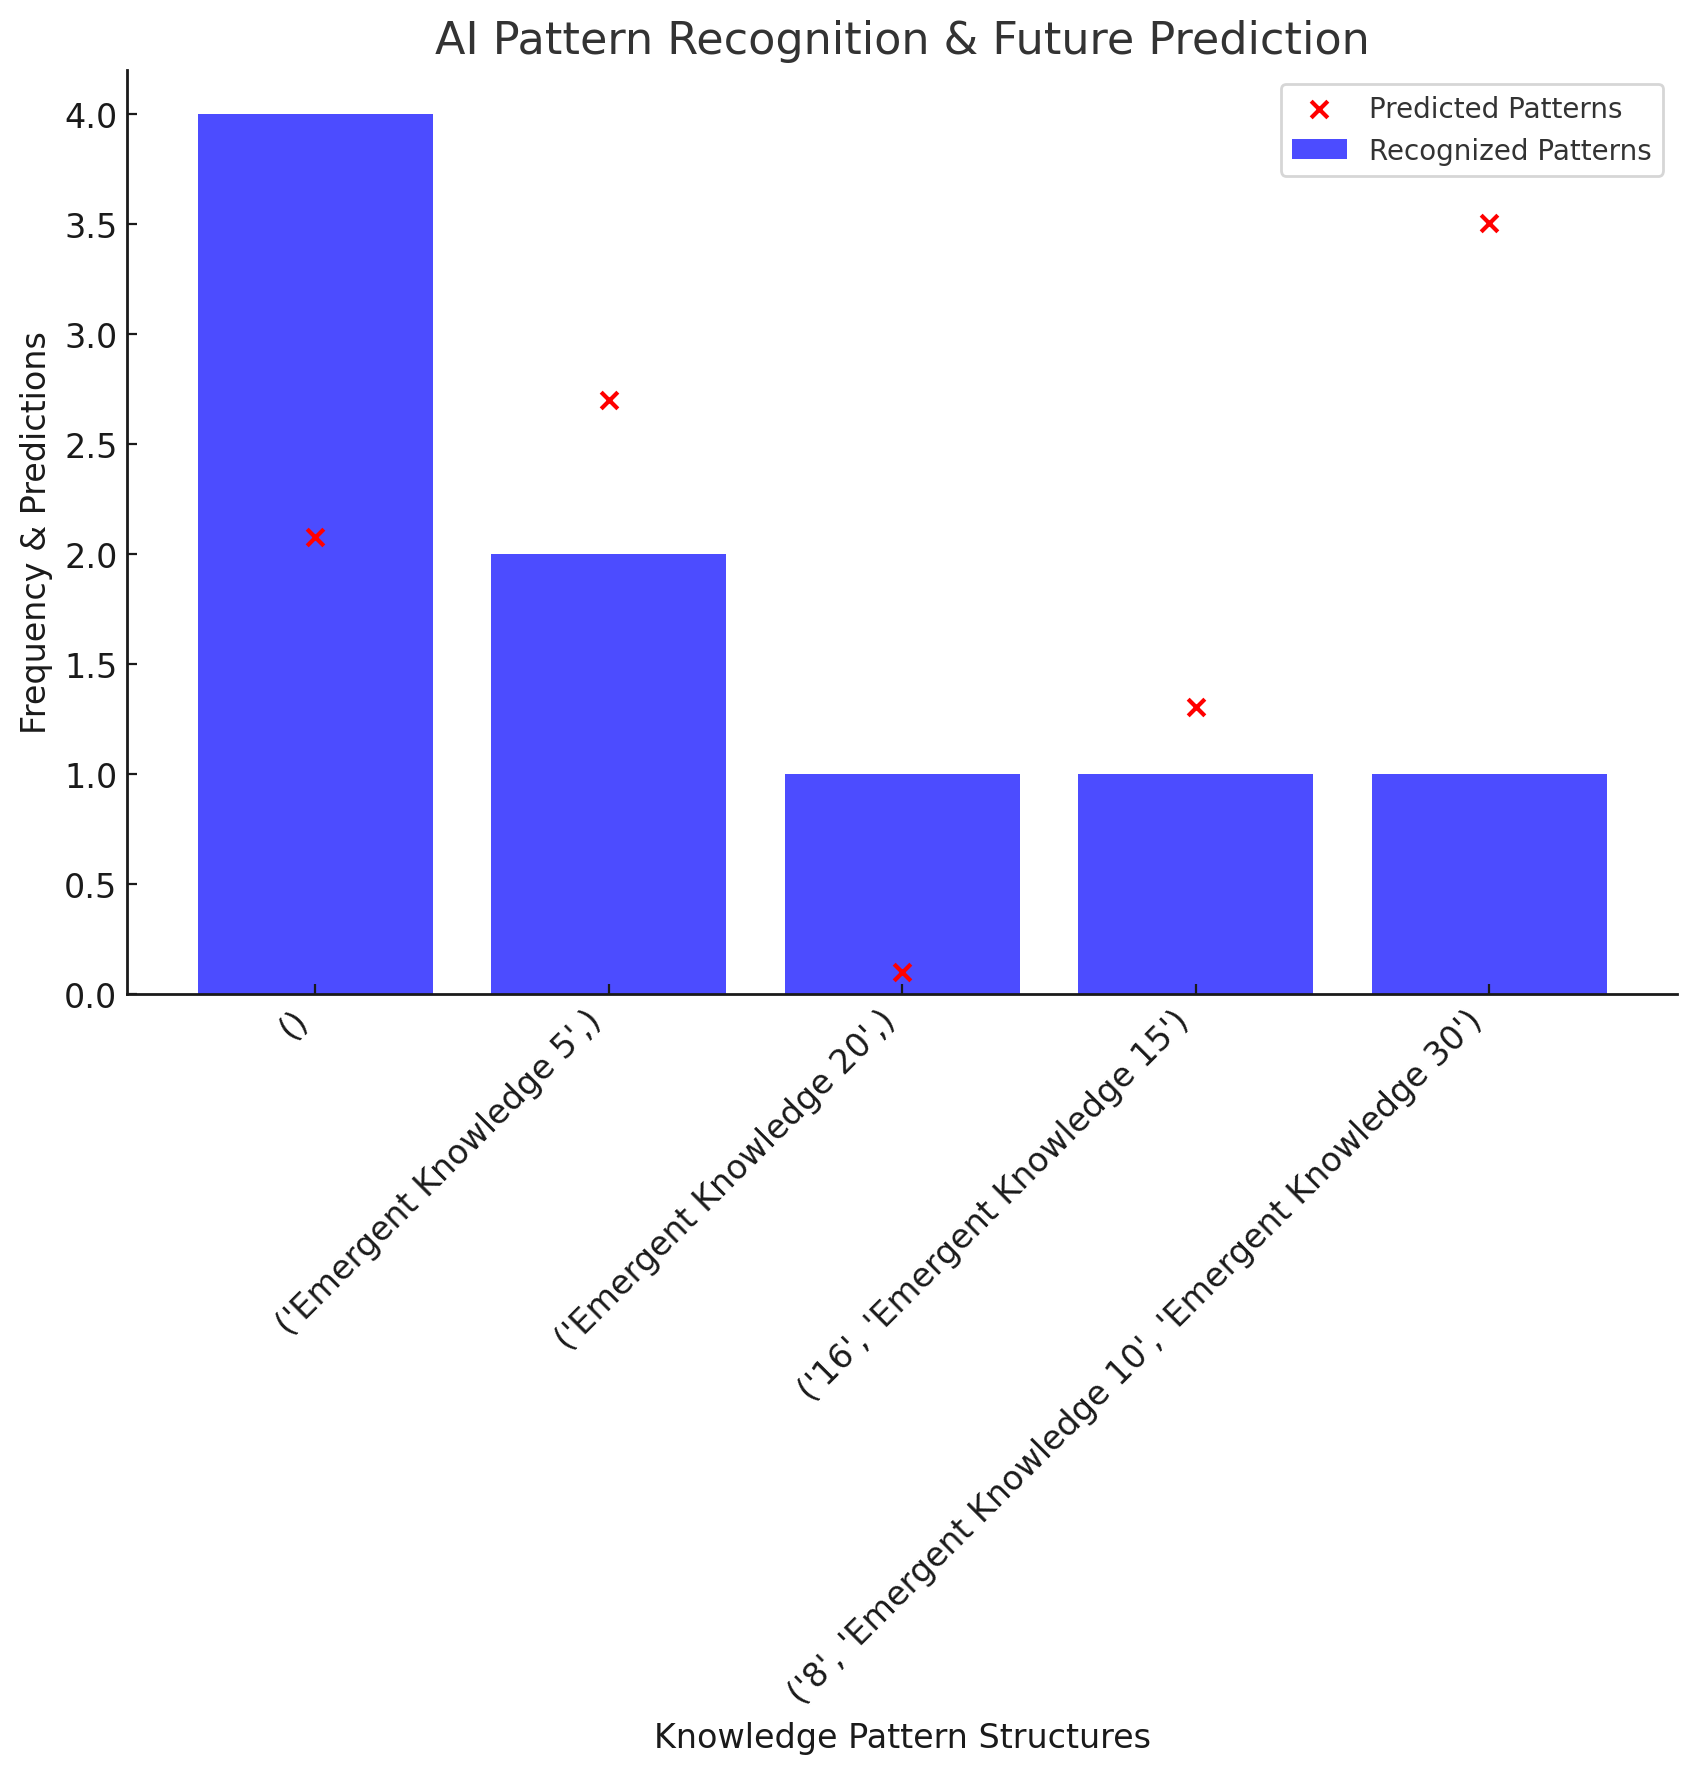 AI Pattern Recognition & Future Prediction
Predicted Patterns
Recognized Patterns
Frequency & Predictions
4.0
3.5
3.0
2.5
2.0
1.5
1.0
0.5
0.0
()
('Emergent Knowledge 5',)
('Emergent Knowledge 20',)
('16', 'Emergent Knowledge 15')
('8', 'Emergent Knowledge 10', 'Emergent Knowledge 30')
Knowledge Pattern Structures